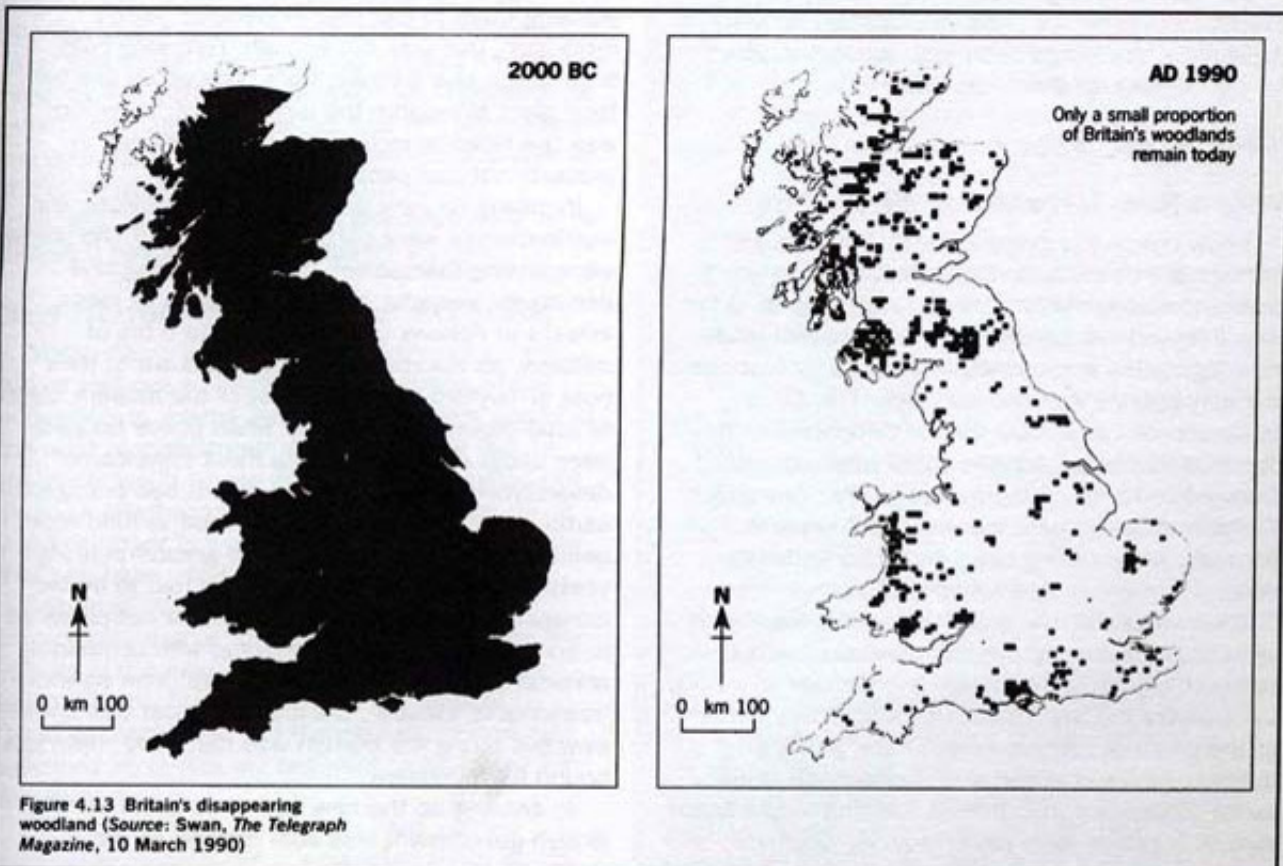 2000 BC
N
0 km 100
AD 1990
Only a small proportion
of Britain's woodlands
remain today
N
0 km 100
Figure 4.13 Britain's disappearing
woodland (Source: Swan, The Telegraph
Magazine, 10 March 1990)